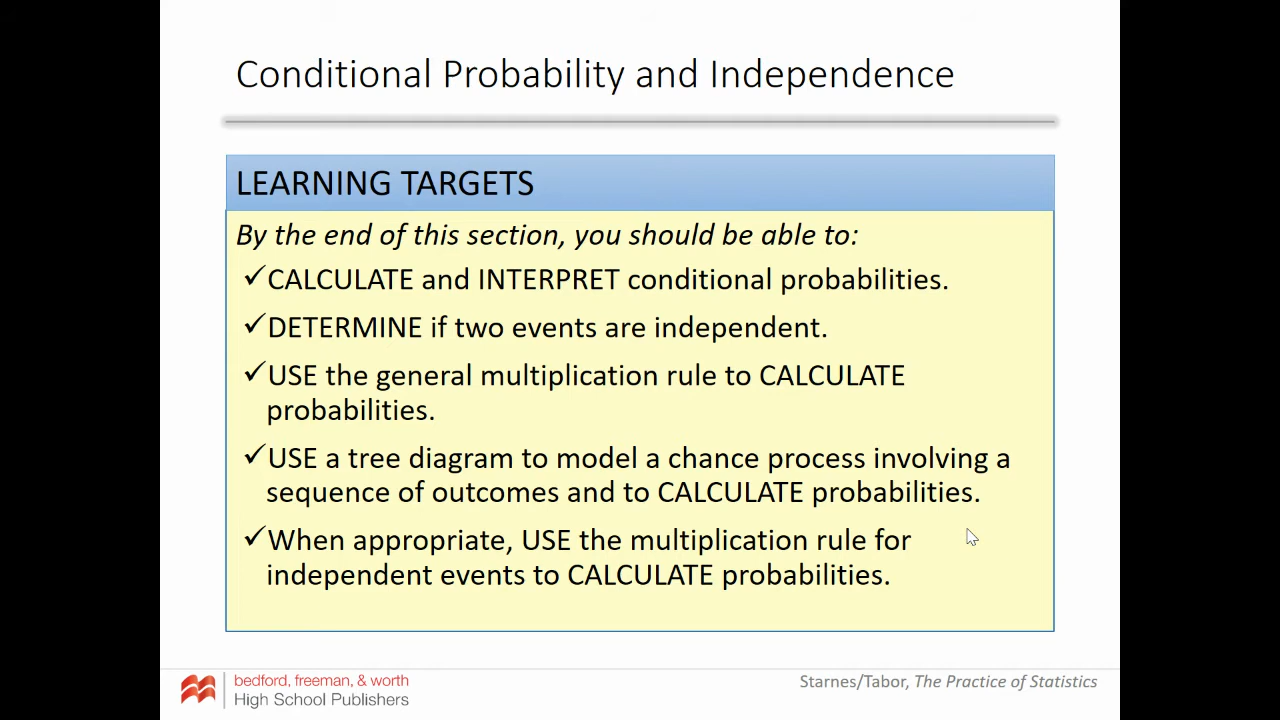 Conditional Probability and Independence
LEARNING TARGETS
By the end of this section, you should be able to:
✓CALCULATE and INTERPRET conditional probabilities.
✓DETERMINE if two events are independent.
✓USE the general multiplication rule to CALCULATE
probabilities.
✓USE a tree diagram to model a chance process involving a
sequence of outcomes and to CALCULATE probabilities.
✓When appropriate, USE the multiplication rule for
independent events to CALCULATE probabilities.
bedford, freeman, & worth
High School Publishers
Starnes/Tabor, The Practice of Statistics